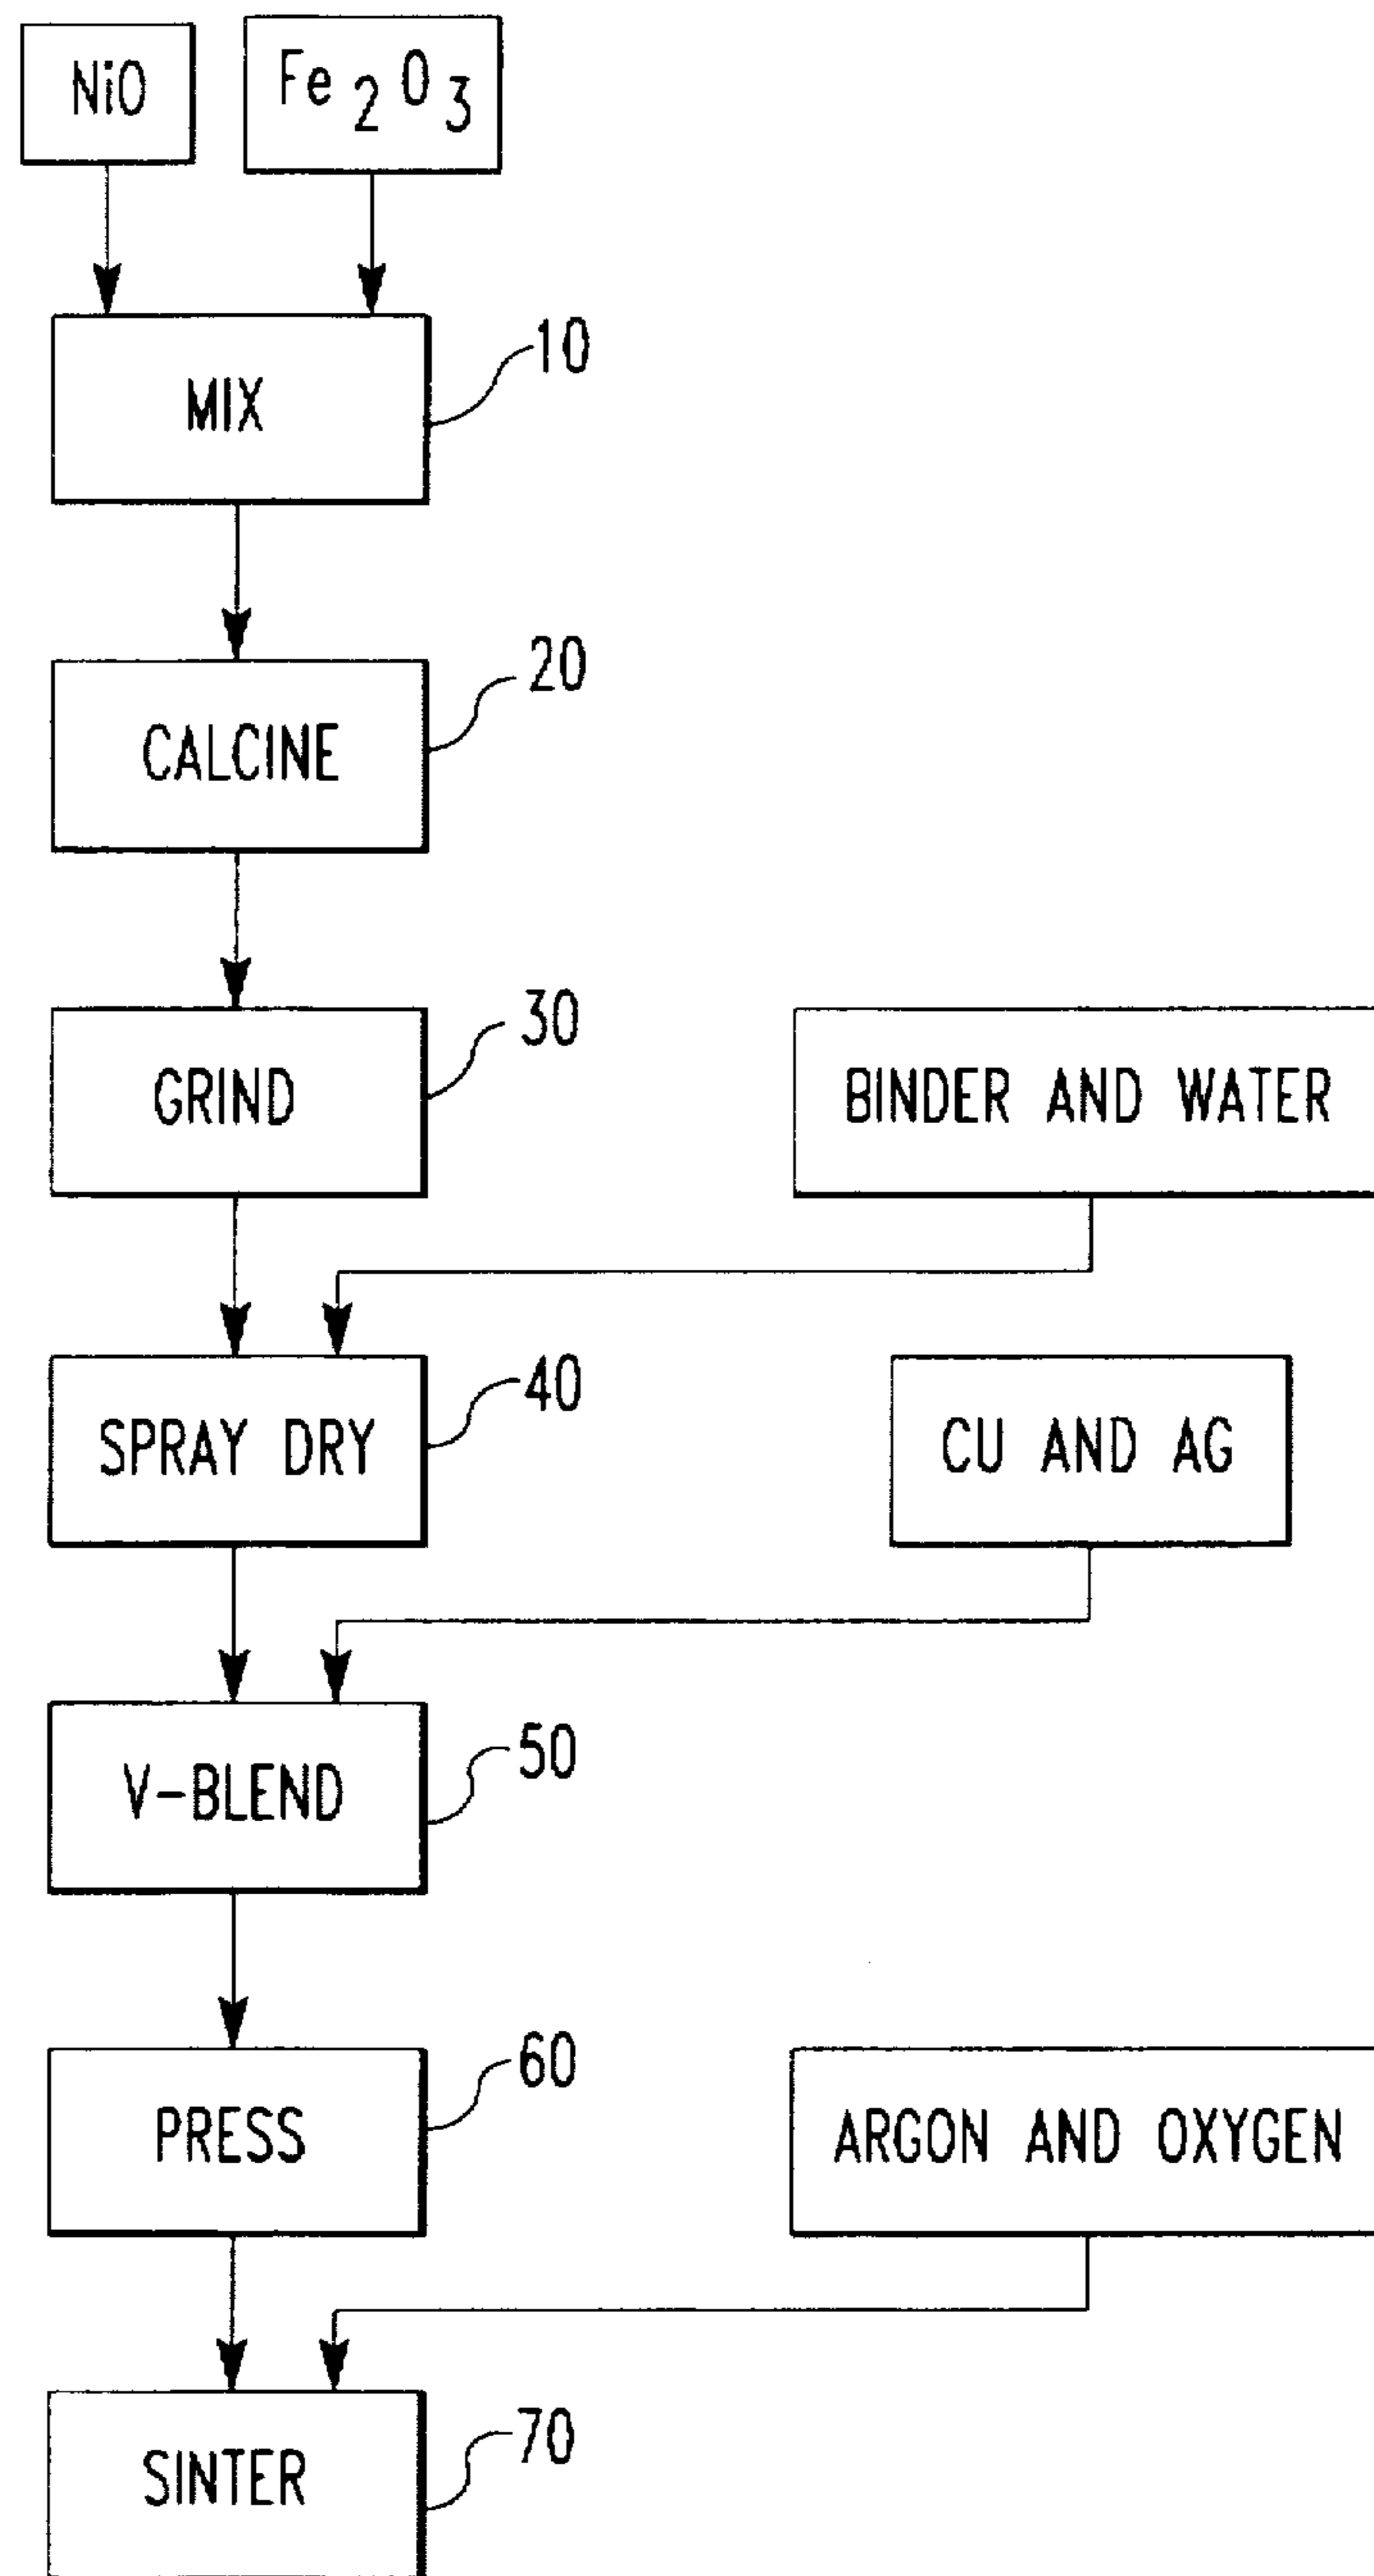 NiO
Fe2O3
MIX
10
CALCINE
20
GRIND
30
BINDER AND WATER
SPRAY DRY
40
CU AND AG
V-BLEND
50
PRESS
60
ARGON AND OXYGEN
SINTER
70